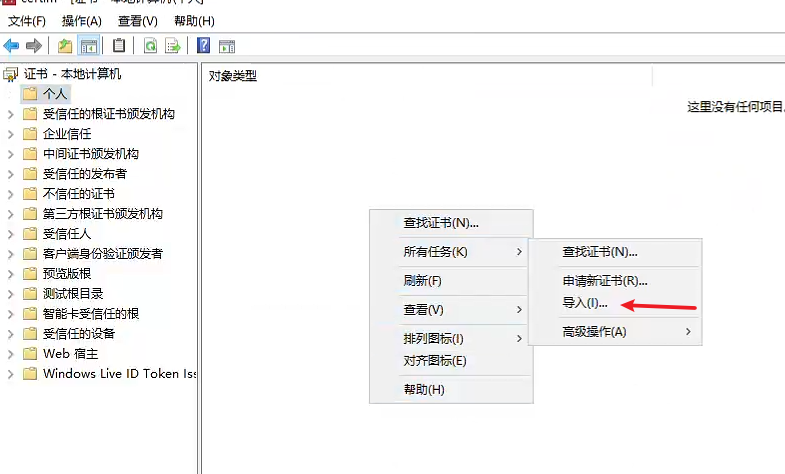 certlm - [证书 - 本地计算机\个人]
文件(F) 操作(A) 查看(V) 帮助(H)
证书 - 本地计算机
个人
受信任的根证书颁发机构
企业信任
中间证书颁发机构
受信任的发布者
不信任的证书
第三方根证书颁发机构
受信任人
客户端身份验证颁发者
预览版根
测试根目录
智能卡受信任的根
受信任的设备
Web 宿主
Windows Live ID Token Iss
对象类型
这里没有任何项目。
查找证书(N)...
所有任务(K)
刷新(F)
查看(V)
排列图标(I)
对齐图标(E)
帮助(H)
查找证书(N)...
申请新证书(R)...
导入(I)...
高级操作(A)